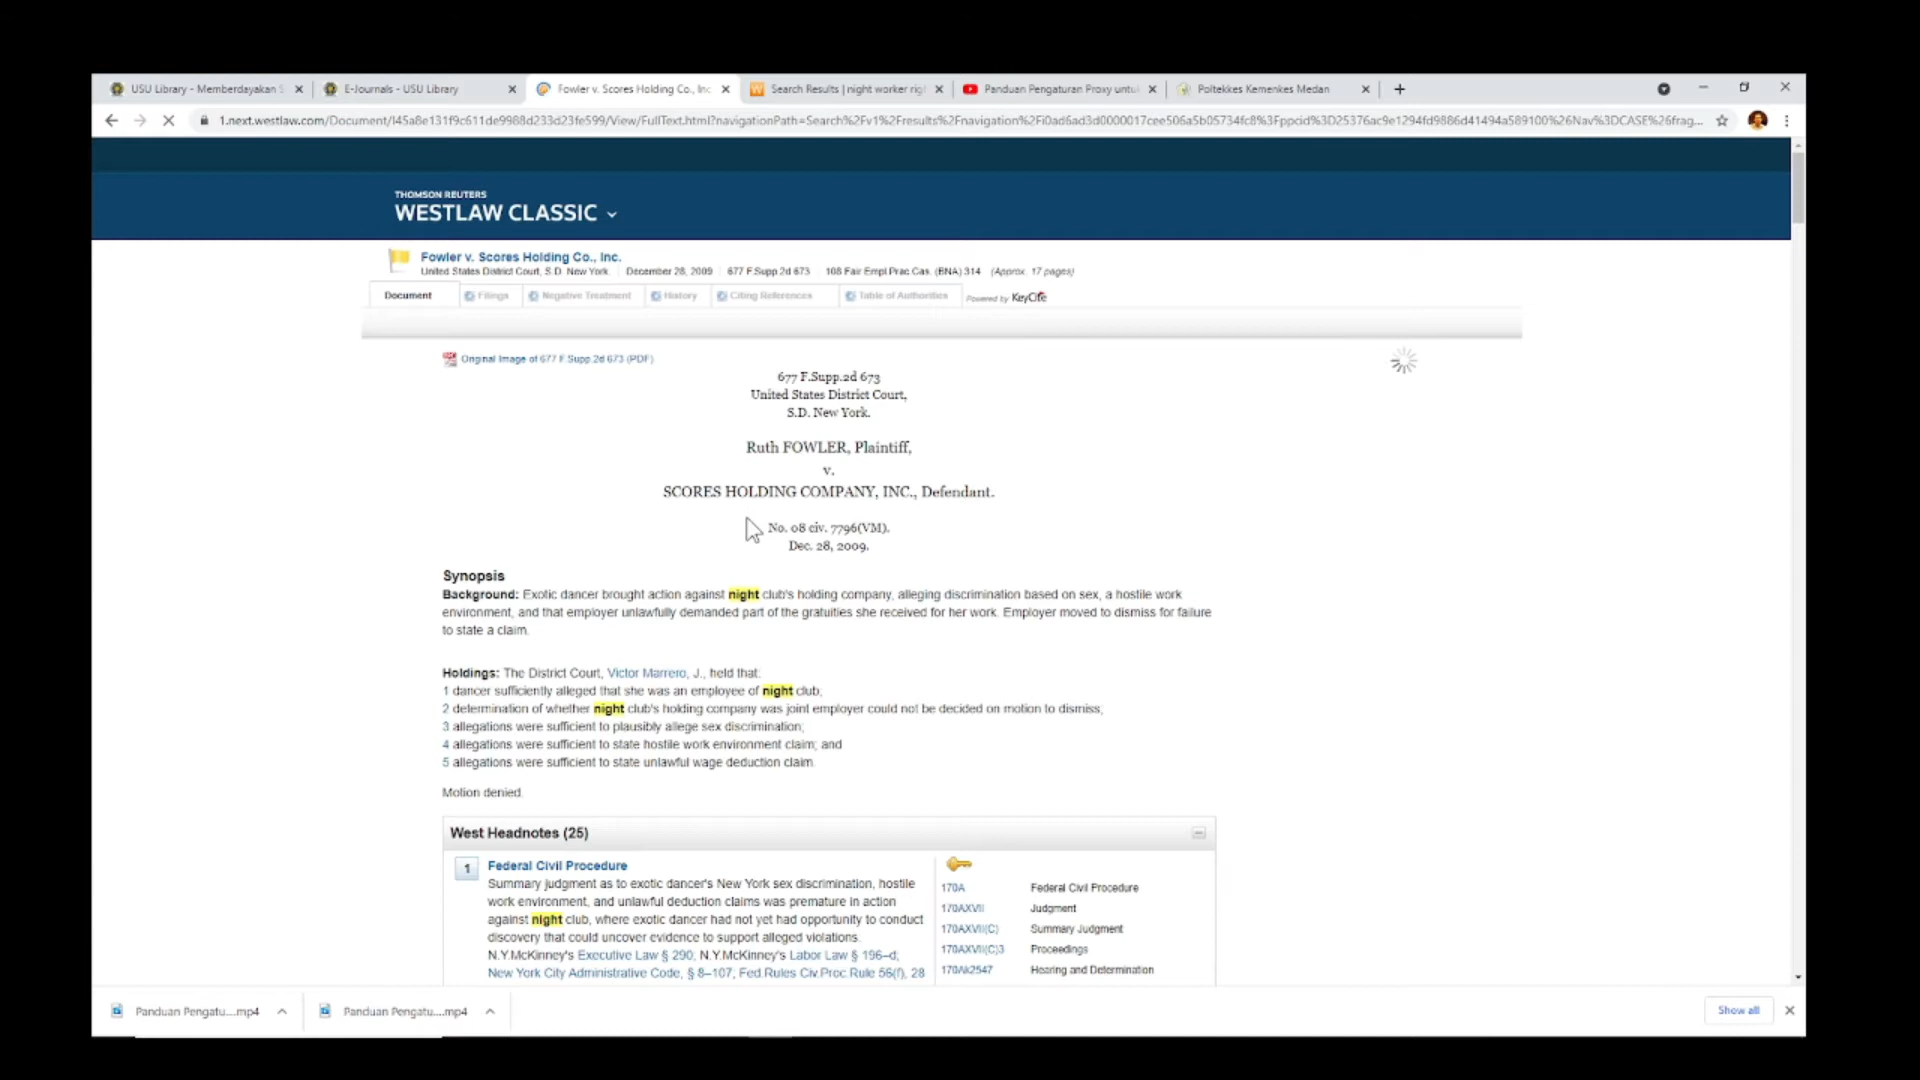 USU Library - Memberdayakan S
E-Journals - USU Library
Fowler v. Scores Holding Co., Inc
Search Results | night worker rig
Panduan Pengaturan Proxy untu
Poltekkes Kemenkes Medan
THOMSON REUTERS
WESTLAW CLASSIC
Fowler v. Scores Holding Co., Inc.
United States District Court, S.D. New York. December 28, 2009 677 F.Supp.2d 673 108 Fair Empl.Prac.Cas. (BNA) 314 (Approx. 17 pages)
Document Filings Negative Treatment History Citing References Table of Authorities Powered by KeyCite
Original Image of 677 F.Supp.2d 673 (PDF)
677 F.Supp.2d 673
United States District Court,
S.D. New York.
Ruth FOWLER, Plaintiff,
v.
SCORES HOLDING COMPANY, INC., Defendant.
No. 08 civ. 7796(VM).
Dec. 28, 2009.
Synopsis
Background: Exotic dancer brought action against night club's holding company, alleging discrimination based on sex, a hostile work
environment, and that employer unlawfully demanded part of the gratuities she received for her work. Employer moved to dismiss for failure
to state a claim.
Holdings: The District Court, Victor Marrero, J., held that:
1 dancer sufficiently alleged that she was an employee of night club;
2 determination of whether night club's holding company was joint employer could not be decided on motion to dismiss;
3 allegations were sufficient to plausibly allege sex discrimination;
4 allegations were sufficient to state hostile work environment claim; and
5 allegations were sufficient to state unlawful wage deduction claim.
Motion denied.
West Headnotes (25)
1 Federal Civil Procedure
Summary judgment as to exotic dancer's New York sex discrimination, hostile
work environment, and unlawful deduction claims was premature in action
against night club, where exotic dancer had not yet had opportunity to conduct
discovery that could uncover evidence to support alleged violations.
N.Y.McKinney's Executive Law § 290; N.Y.McKinney's Labor Law § 196–d;
New York City Administrative Code, § 8–107; Fed.Rules Civ.Proc.Rule 56(f), 28
170A Federal Civil Procedure
170AXVII Judgment
170AXVII(C) Summary Judgment
170AXVII(C)3 Proceedings
170Ak2547 Hearing and Determination
Panduan Pengatu....mp4
Panduan Pengatu....mp4
Show all